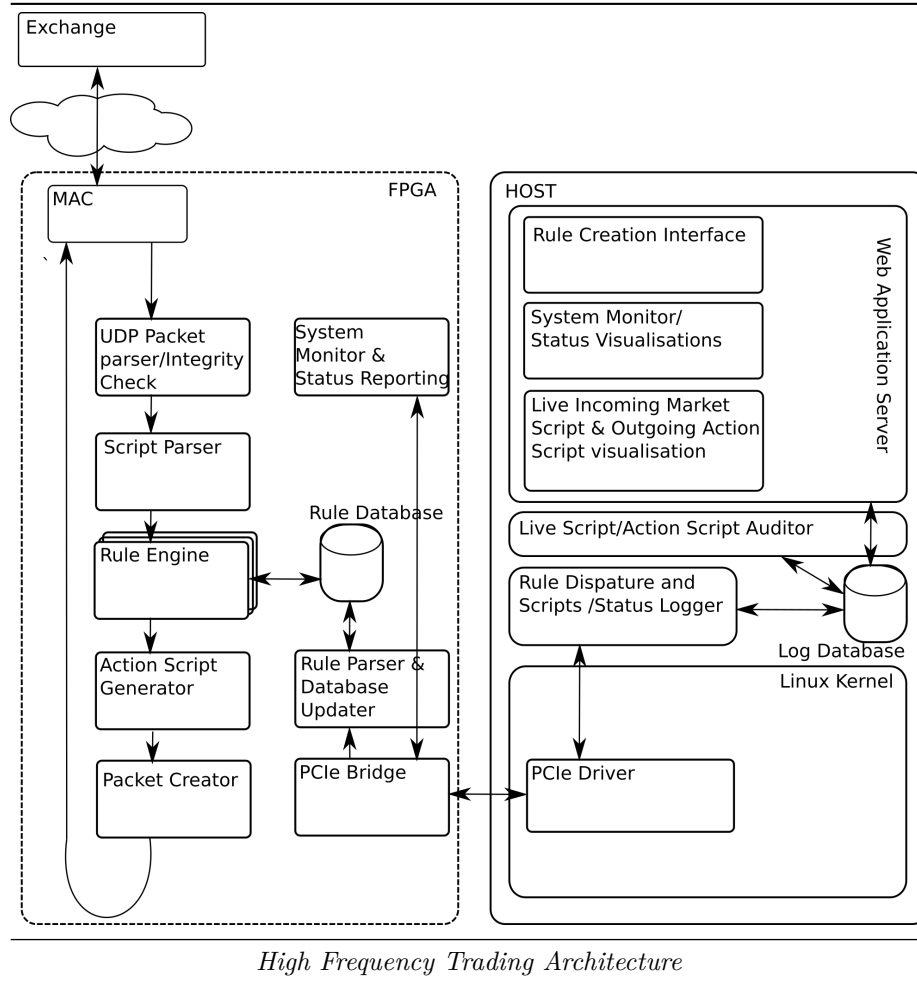 Exchange
MAC
FPGA
UDP Packet
parser/Integrity
Check
System
Monitor &
Status Reporting
Script Parser
Rule Database
Rule Engine
Action Script
Generator
Rule Parser &
Database
Updater
Packet Creator
PCIe Bridge
HOST
Web Application Server
Rule Creation Interface
System Monitor/
Status Visualisations
Live Incoming Market
Script & Outgoing Action
Script visualisation
Live Script/Action Script Auditor
Rule Dispature and
Scripts /Status Logger
Log Database
Linux Kernel
PCIe Driver
High Frequency Trading Architecture